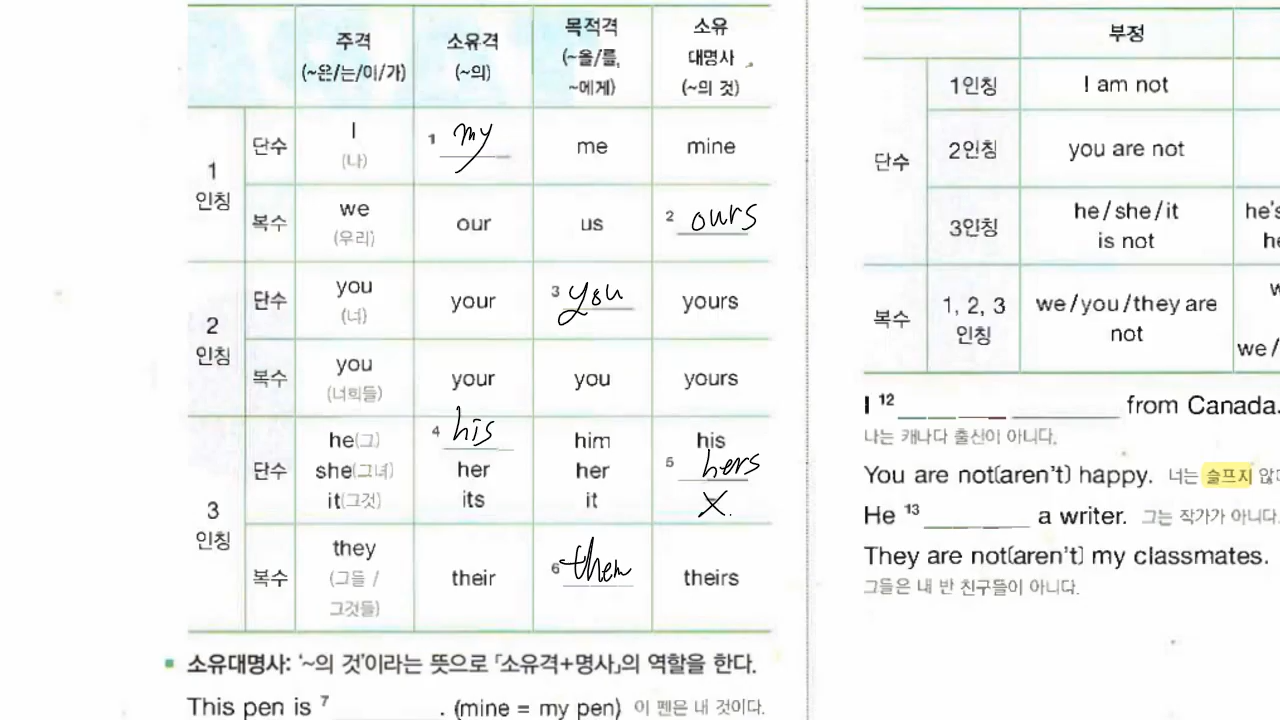 주격 소유격 목적격 소유
(~은/는/이/가) (~의) (~을/를, 대명사
~에게) (~의 것)
1 인칭 단수 I (나) 1 my me mine
복수 we (우리) our us 2 ours
2 인칭 단수 you (너) your 3 you yours
복수 you (너희들) your you yours
3 인칭 단수 he(그) 4 his him his
she(그녀) her her 5 hers
it(그것) its it X
복수 they (그들 / 그것들) their 6 them theirs
소유대명사: '~의 것'이라는 뜻으로 「소유격+명사」의 역할을 한다.
This pen is 7 ________ . (mine = my pen) 이 펜은 내 것이다.
부정
단수 1인칭 I am not
2인칭 you are not
3인칭 he/she/it is not he's
복수 1, 2, 3 인칭 we/you/they are not
we/
I 12 ________ ________ from Canada.
나는 캐나다 출신이 아니다.
You are not(aren't) happy. 너는 슬프지
He 13 ________ a writer. 그는 작가가 아니다.
They are not(aren't) my classmates.
그들은 내 반 친구들이 아니다.